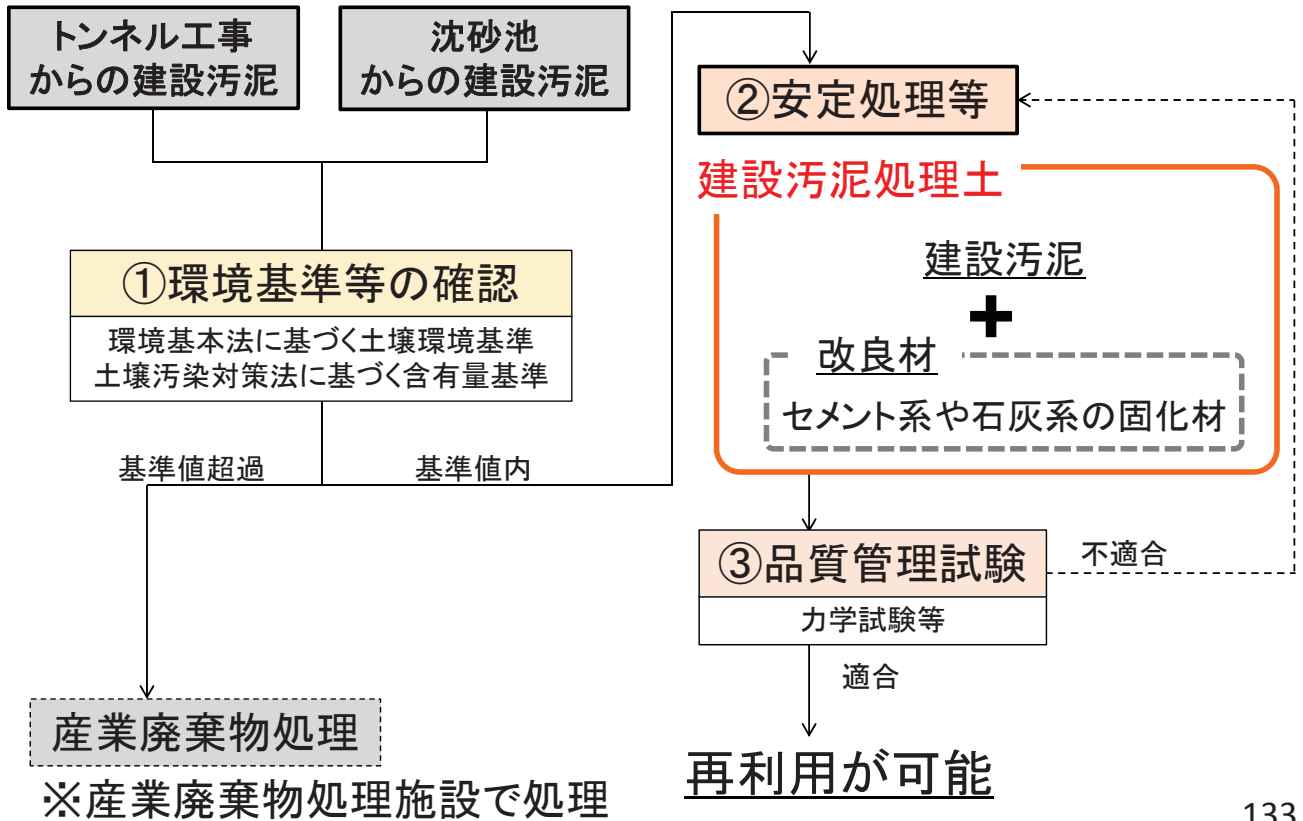 トンネル工事
からの建設汚泥
沈砂池
からの建設汚泥
①環境基準等の確認
環境基本法に基づく土壌環境基準
土壌汚染対策法に基づく含有量基準
基準値超過
基準値内
産業廃棄物処理
※産業廃棄物処理施設で処理
②安定処理等
建設汚泥処理土
建設汚泥
+
改良材
セメント系や石灰系の固化材
③品質管理試験
力学試験等
不適合
適合
再利用が可能
133